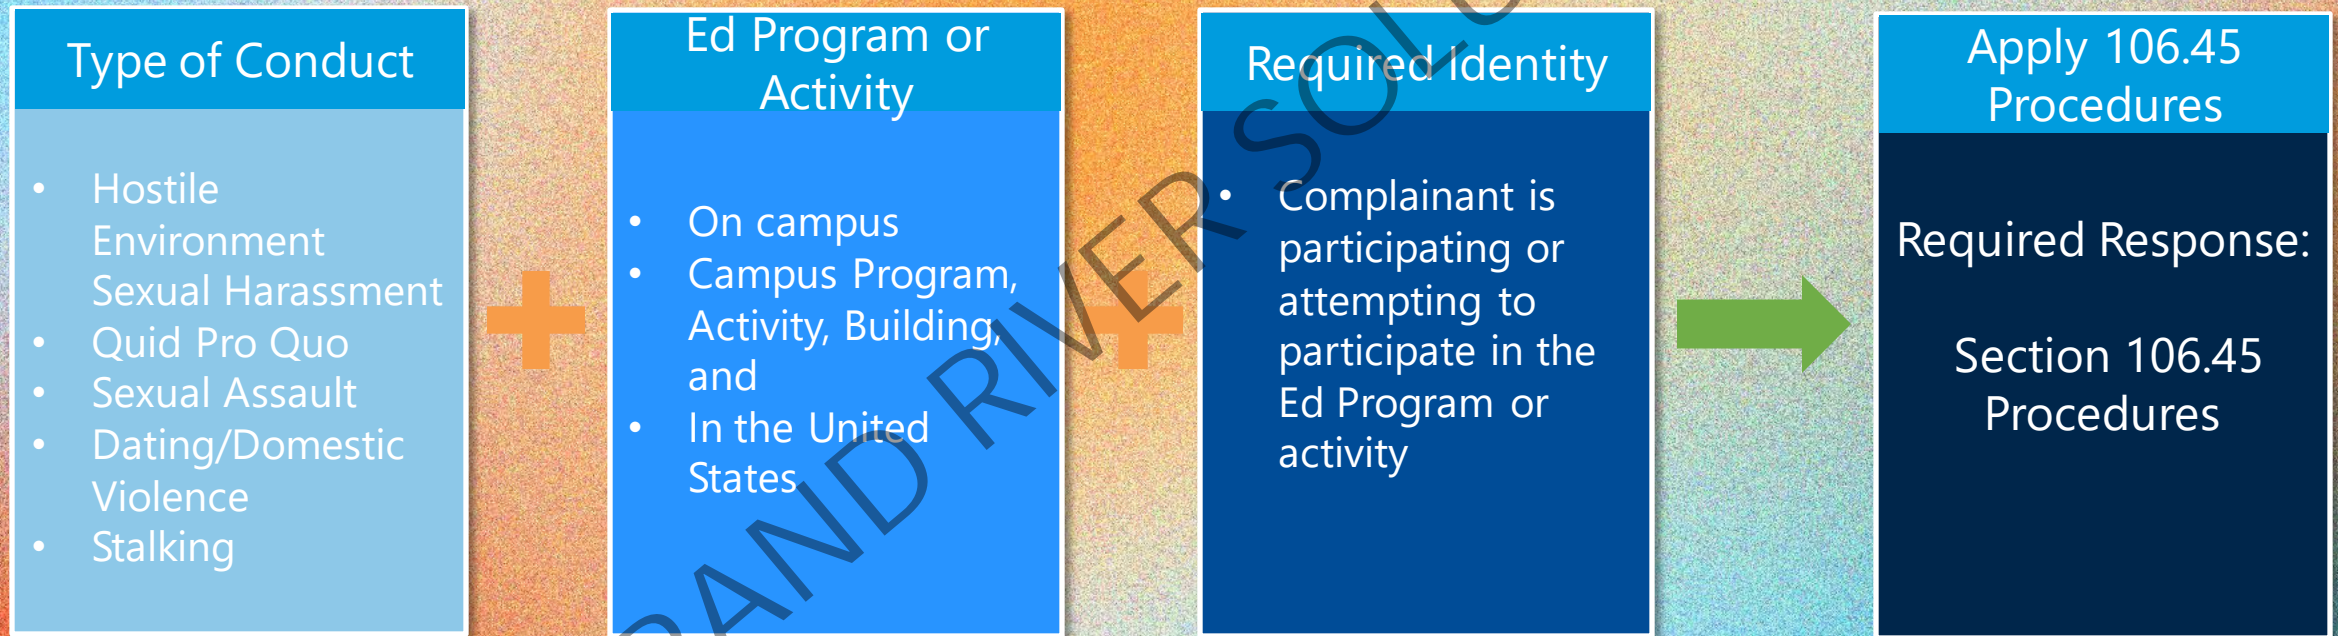 Type of Conduct
• Hostile
Environment
Sexual Harassment
• Quid Pro Quo
• Sexual Assault
• Dating/Domestic
Violence
• Stalking
Ed Program or
Activity
• On campus
• Campus Program,
Activity, Building,
and
• In the United
States
Required Identity
• Complainant is
participating or
attempting to
participate in the
Ed Program or
activity
Apply 106.45
Procedures
Required Response:
Section 106.45
Procedures
RIVER